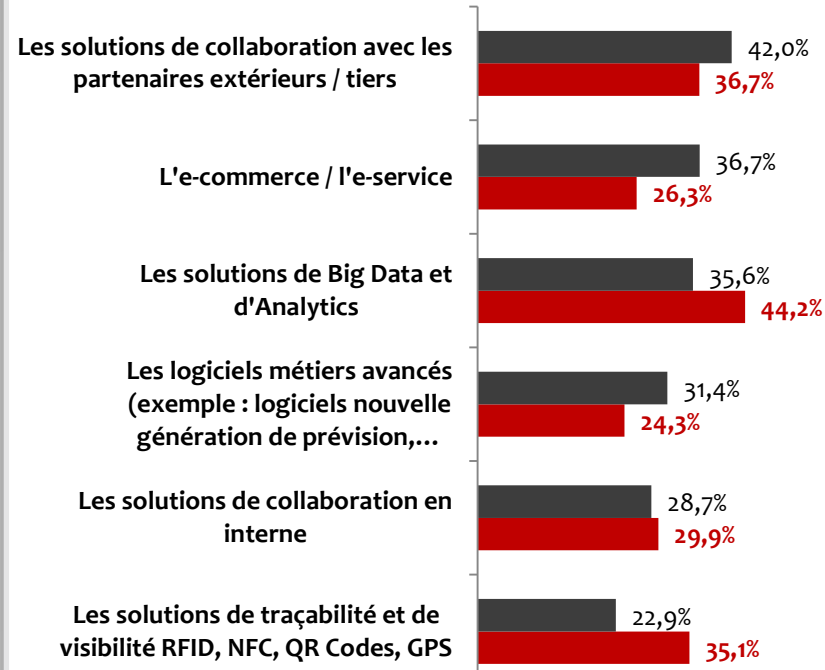 Les solutions de collaboration avec les
partenaires extérieurs / tiers
42,0%
36,7%
L'e-commerce / l'e-service
36,7%
26,3%
Les solutions de Big Data et
d'Analytics
35,6%
44,2%
Les logiciels métiers avancés
(exemple : logiciels nouvelle
génération de prévision,…
31,4%
24,3%
Les solutions de collaboration en
interne
28,7%
29,9%
Les solutions de traçabilité et de
visibilité RFID, NFC, QR Codes, GPS
22,9%
35,1%